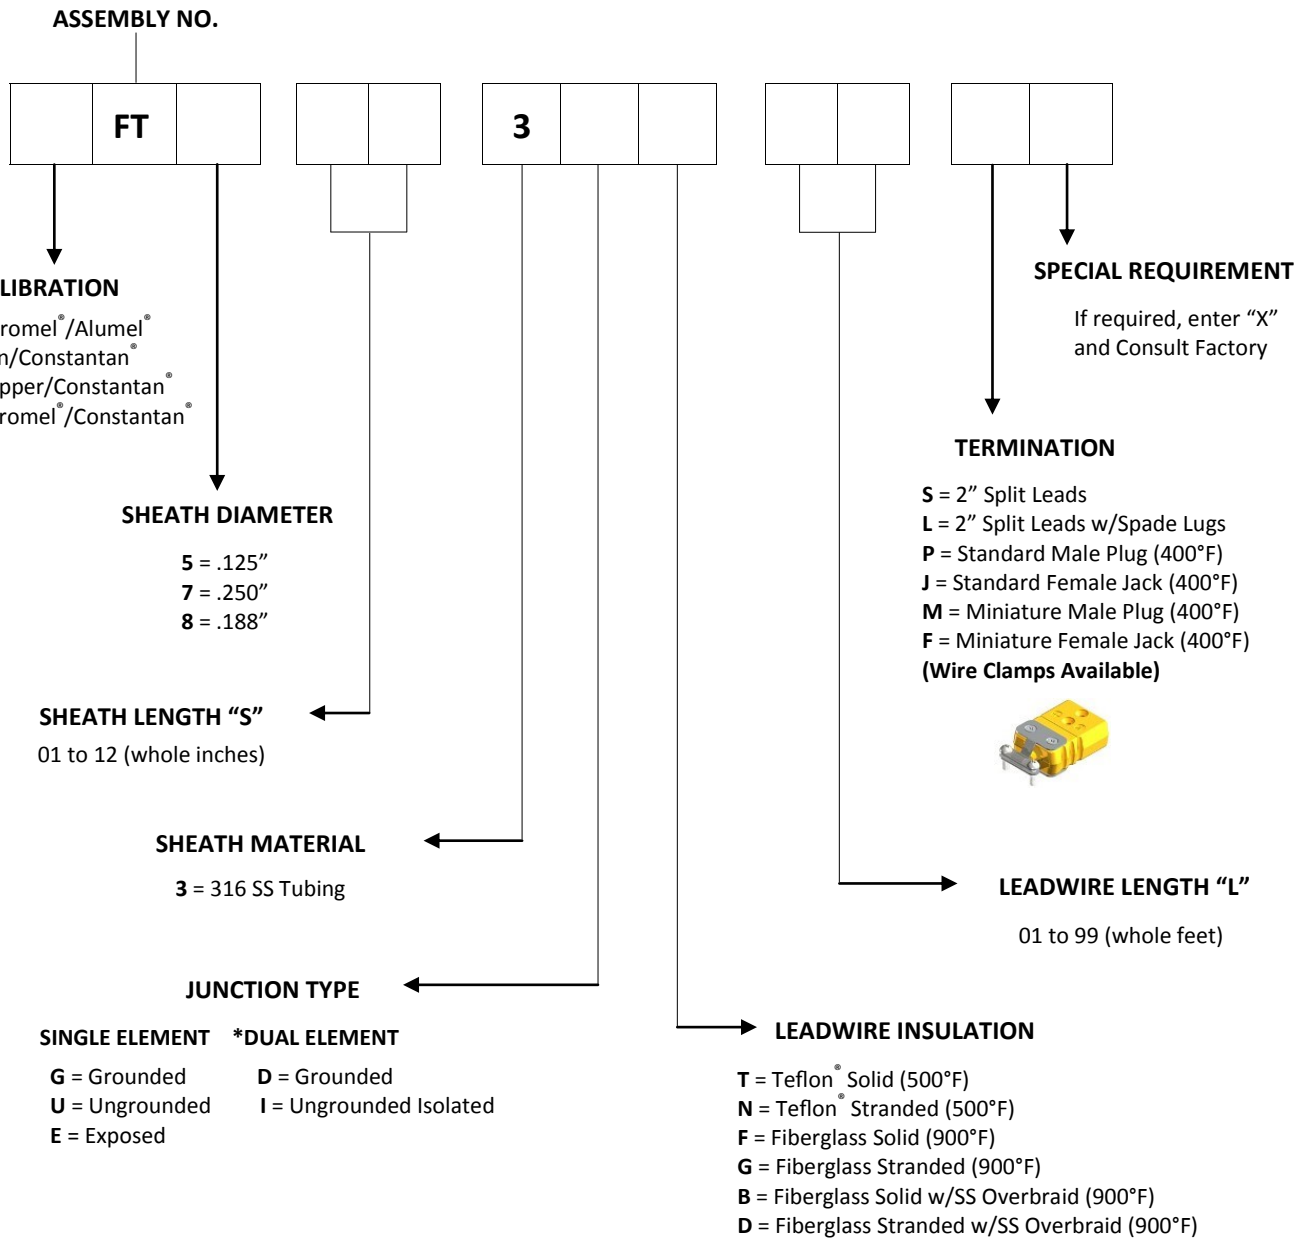 ASSEMBLY NO.
FT 3
LIBRATION
romel®/Alumel®
n/Constantan®
pper/Constantan®
romel®/Constantan®
SPECIAL REQUIREMENT
If required, enter “X”
and Consult Factory
TERMINATION
S = 2” Split Leads
L = 2” Split Leads w/Spade Lugs
P = Standard Male Plug (400°F)
J = Standard Female Jack (400°F)
M = Miniature Male Plug (400°F)
F = Miniature Female Jack (400°F)
(Wire Clamps Available)
SHEATH DIAMETER
5 = .125”
7 = .250”
8 = .188”
SHEATH LENGTH “S”
01 to 12 (whole inches)
SHEATH MATERIAL
3 = 316 SS Tubing
LEADWIRE LENGTH “L”
01 to 99 (whole feet)
JUNCTION TYPE
SINGLE ELEMENT *DUAL ELEMENT
G = Grounded D = Grounded
U = Ungrounded I = Ungrounded Isolated
E = Exposed
LEADWIRE INSULATION
T = Teflon® Solid (500°F)
N = Teflon® Stranded (500°F)
F = Fiberglass Solid (900°F)
G = Fiberglass Stranded (900°F)
B = Fiberglass Solid w/SS Overbraid (900°F)
D = Fiberglass Stranded w/SS Overbraid (900°F)